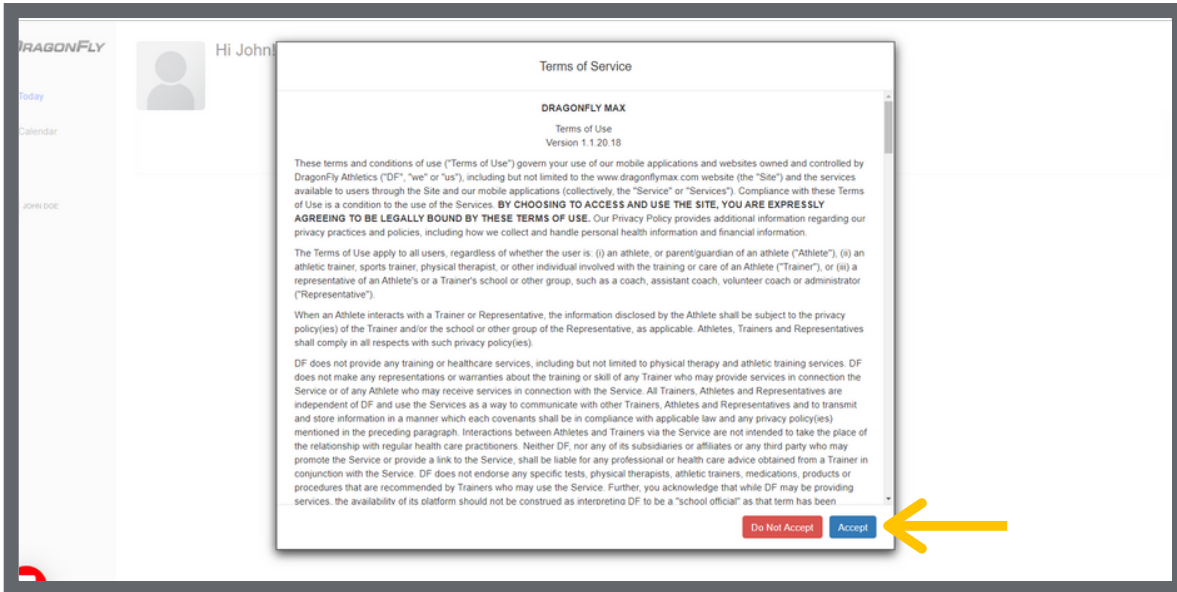 DRAGONFLY
Hi John!
Today
Calendar
JOHN DOE
Terms of Service
DRAGONFLY MAX
Terms of Use
Version 1.1.20.18
These terms and conditions of use ("Terms of Use") govern your use of our mobile applications and websites owned and controlled by
DragonFly Athletics ("DF", "we" or "us"), including but not limited to the www.dragonflymax.com website (the "Site") and the services
available to users through the Site and our mobile applications (collectively, the "Service" or "Services"). Compliance with these Terms
of Use is a condition to the use of the Services. BY CHOOSING TO ACCESS AND USE THE SITE, YOU ARE EXPRESSLY
AGREEING TO BE LEGALLY BOUND BY THESE TERMS OF USE. Our Privacy Policy provides additional information regarding our
privacy practices and policies, including how we collect and handle personal health information and financial information.
The Terms of Use apply to all users, regardless of whether the user is: (i) an athlete, or parent/guardian of an athlete ("Athlete"), (ii) an
athletic trainer, sports trainer, physical therapist, or other individual involved with the training or care of an Athlete ("Trainer"), or (iii) a
representative of an Athlete's or a Trainer's school or other group, such as a coach, assistant coach, volunteer coach or administrator
("Representative").
When an Athlete interacts with a Trainer or Representative, the information disclosed by the Athlete shall be subject to the privacy
policy(ies) of the Trainer and/or the school or other group of the Representative, as applicable. Athletes, Trainers and Representatives
shall comply in all respects with such privacy policy(ies).
DF does not provide any training or healthcare services, including but not limited to physical therapy and athletic training services. DF
does not make any representations or warranties about the training or skill of any Trainer who may provide services in connection the
Service or of any Athlete who may receive services in connection with the Service. All Trainers, Athletes and Representatives are
independent of DF and use the Services as a way to communicate with other Trainers, Athletes and Representatives and to transmit
and store information in a manner which each covenants shall be in compliance with applicable law and any privacy policy(ies)
mentioned in the preceding paragraph. Interactions between Athletes and Trainers via the Service are not intended to take the place of
the relationship with regular health care practitioners. Neither DF, nor any of its subsidiaries or affiliates or any third party who may
promote the Service or provide a link to the Service, shall be liable for any professional or health care advice obtained from a Trainer in
conjunction with the Service. DF does not endorse any specific tests, physical therapists, athletic trainers, medications, products or
procedures that are recommended by Trainers who may use the Service. Further, you acknowledge that while DF may be providing
services, the availability of its platform should not be construed as interpreting DF to be a "school official" as that term has been
Do Not Accept
Accept